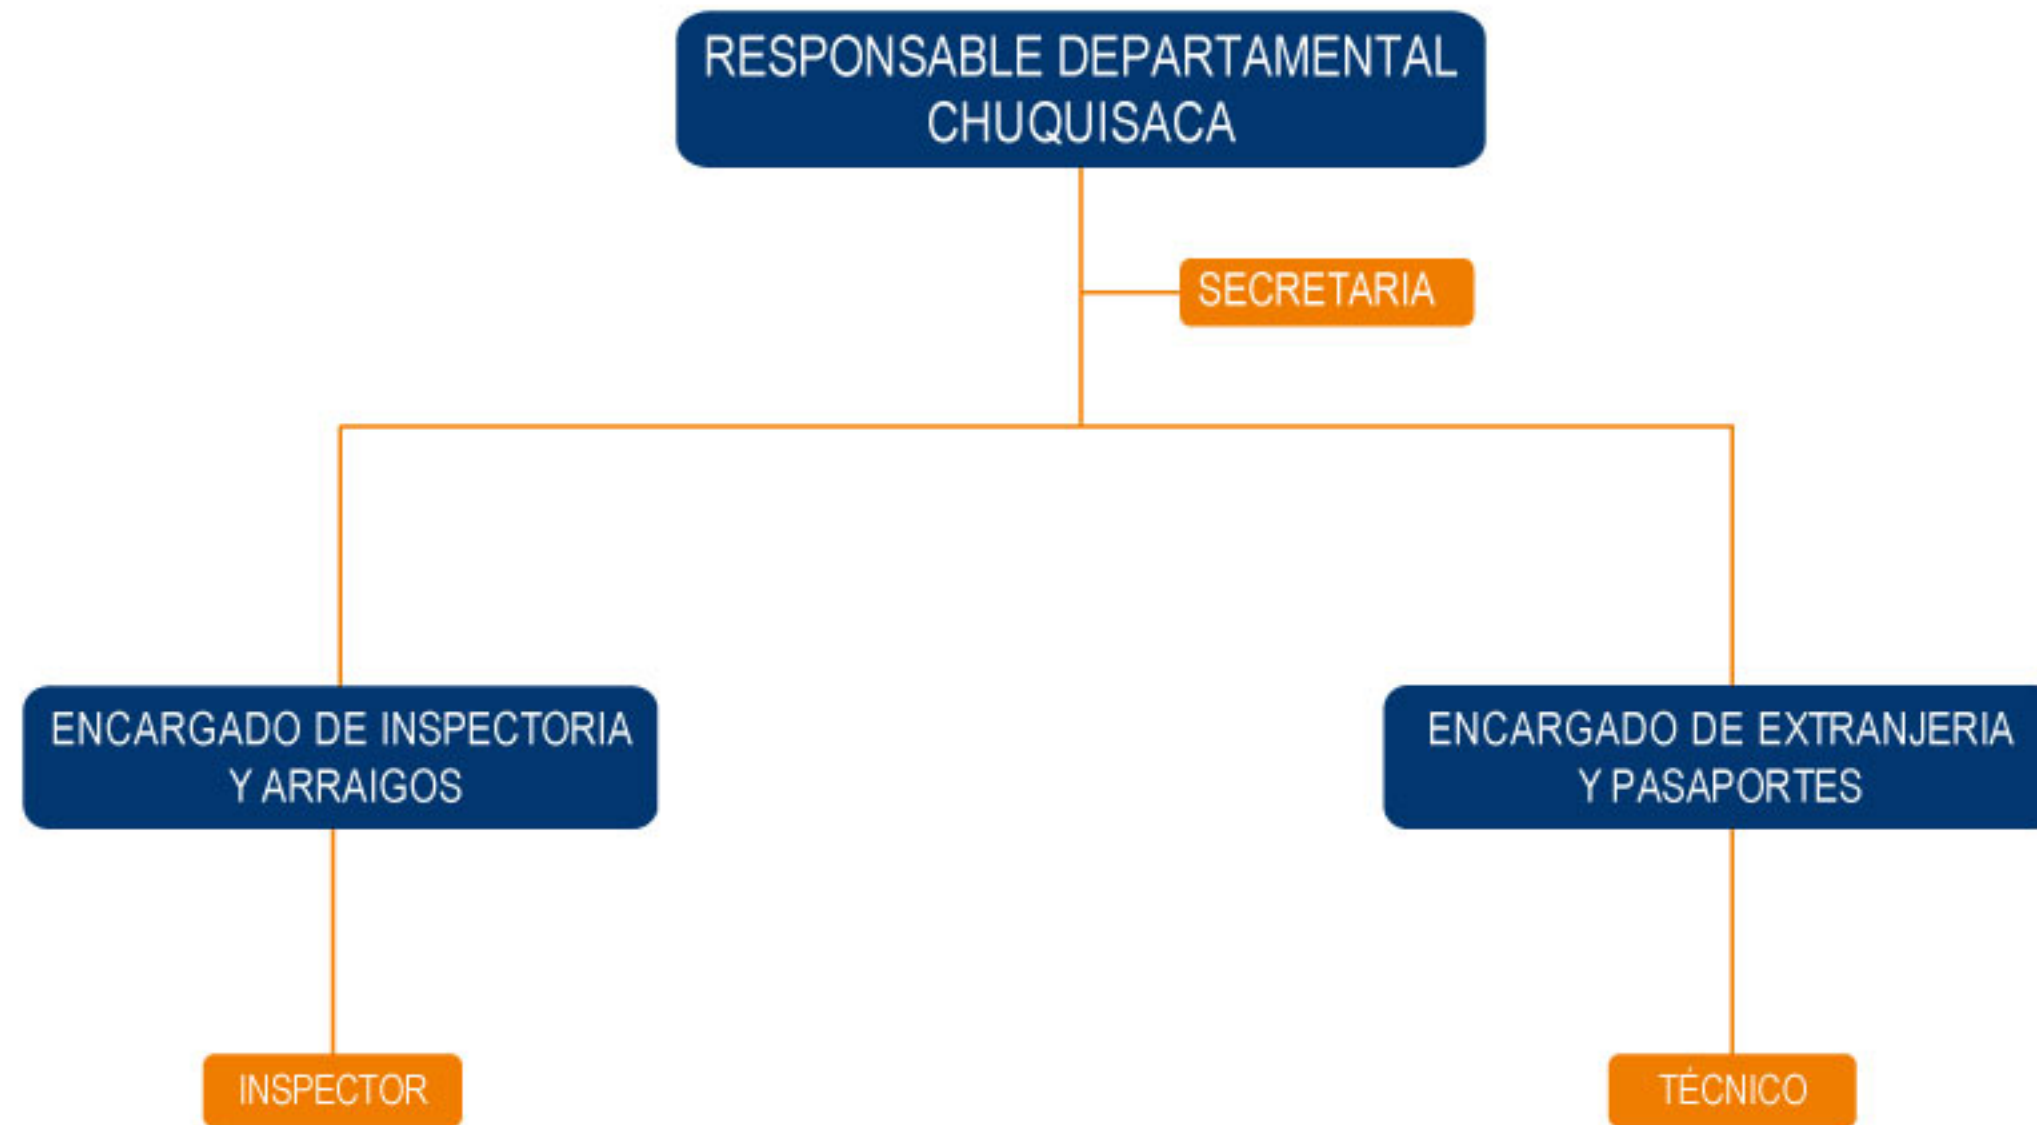 RESPONSABLE DEPARTAMENTAL
CHUQUISACA
SECRETARIA
ENCARGADO DE INSPECTORIA
Y ARRAIGOS
ENCARGADO DE EXTRANJERIA
Y PASAPORTES
INSPECTOR
TÉCNICO